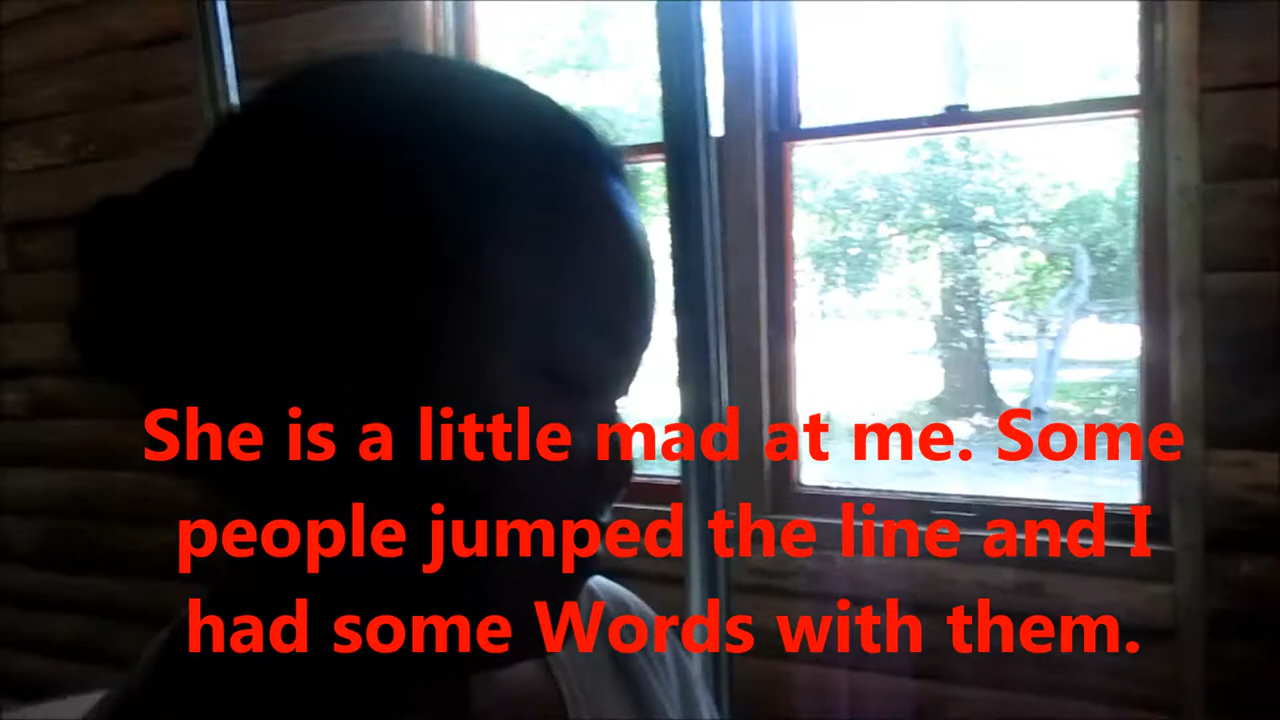 She is a little mad at me. Some
people jumped the line and I
had some Words with them.